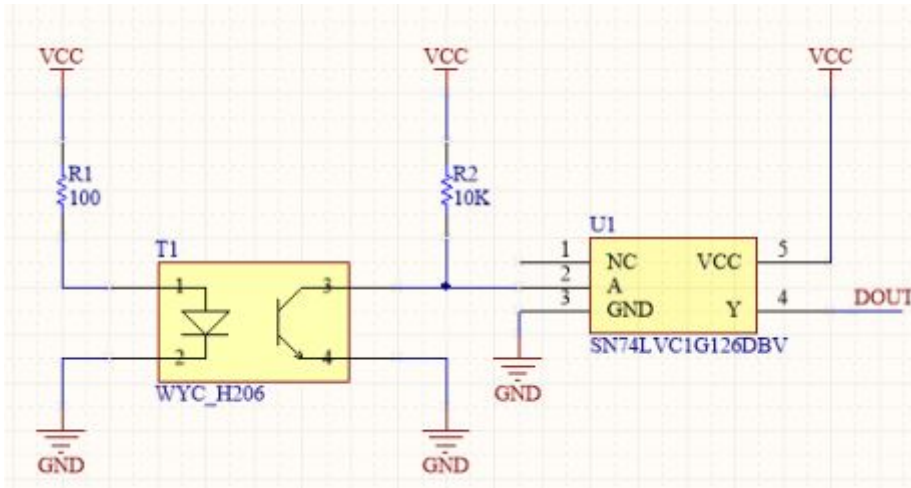 VCC
VCC
VCC
R1
100
R2
10K
T1
1
2
3
4
WYC_H206
U1
1
2
3
NC
A
GND
VCC
Y
5
4
DOUT
SN74LVC1G126DBV
GND
GND
GND